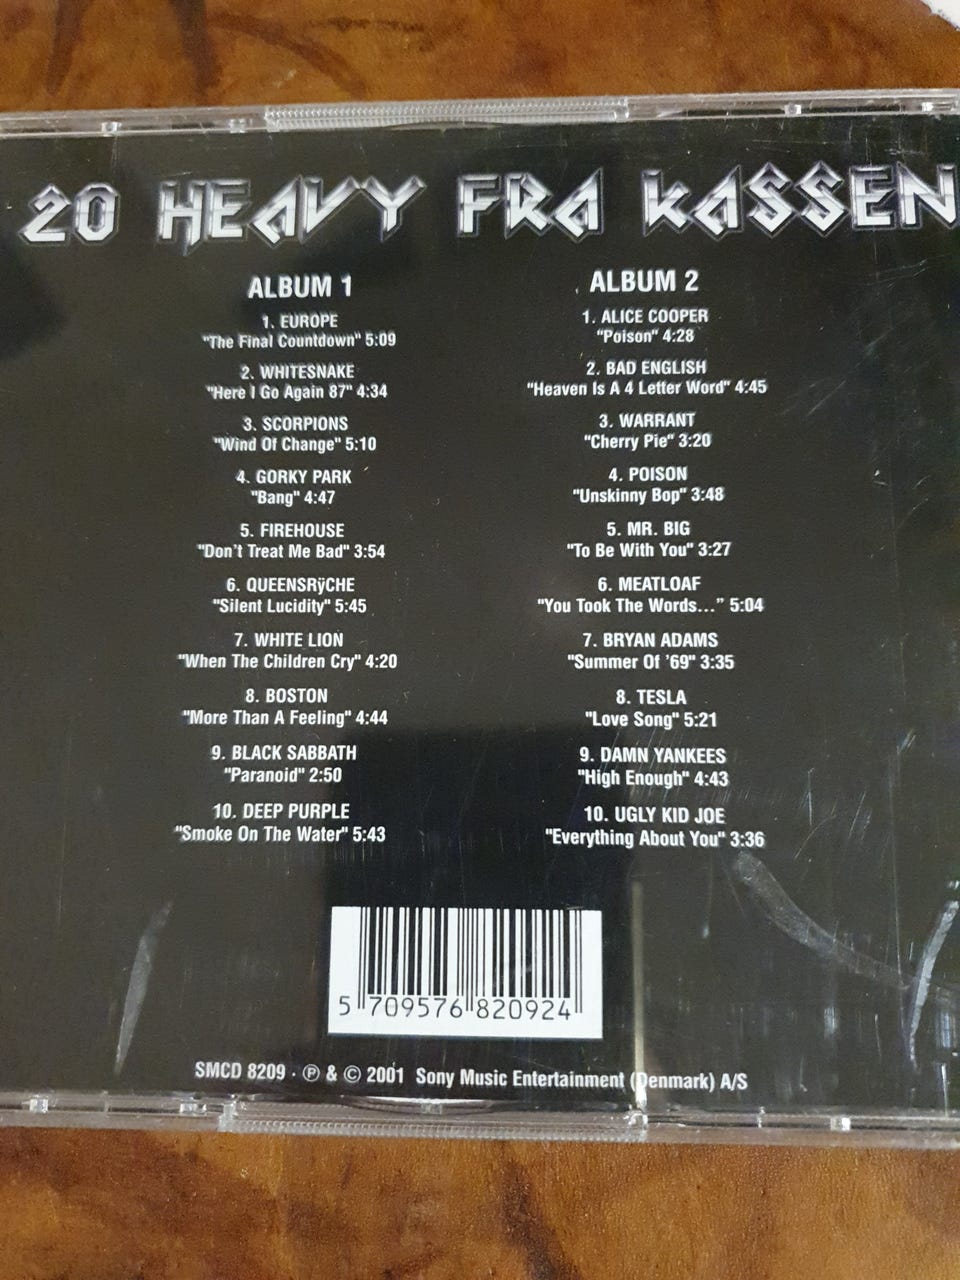 20 HEAVY FRA KASSEN
ALBUM 1
1. EUROPE
"The Final Countdown" 5:09
2. WHITESNAKE
"Here I Go Again 87" 4:34
3. SCORPIONS
"Wind Of Change" 5:10
4. GORKY PARK
"Bang" 4:47
5. FIREHOUSE
"Don't Treat Me Bad" 3:54
6. QUEENSRÿCHE
"Silent Lucidity" 5:45
7. WHITE LION
"When The Children Cry" 4:20
8. BOSTON
"More Than A Feeling" 4:44
9. BLACK SABBATH
"Paranoid" 2:50
10. DEEP PURPLE
"Smoke On The Water" 5:43
ALBUM 2
1. ALICE COOPER
"Poison" 4:28
2. BAD ENGLISH
"Heaven Is A 4 Letter Word" 4:45
3. WARRANT
"Cherry Pie" 3:20
4. POISON
"Unskinny Bop" 3:48
5. MR. BIG
"To Be With You" 3:27
6. MEATLOAF
"You Took The Words..." 5:04
7. BRYAN ADAMS
"Summer Of '69" 3:35
8. TESLA
"Love Song" 5:21
9. DAMN YANKEES
"High Enough" 4:43
10. UGLY KID JOE
"Everything About You" 3:36
5 709576 820924
SMCD 8209 · ℗ & © 2001 Sony Music Entertainment (Denmark) A/S